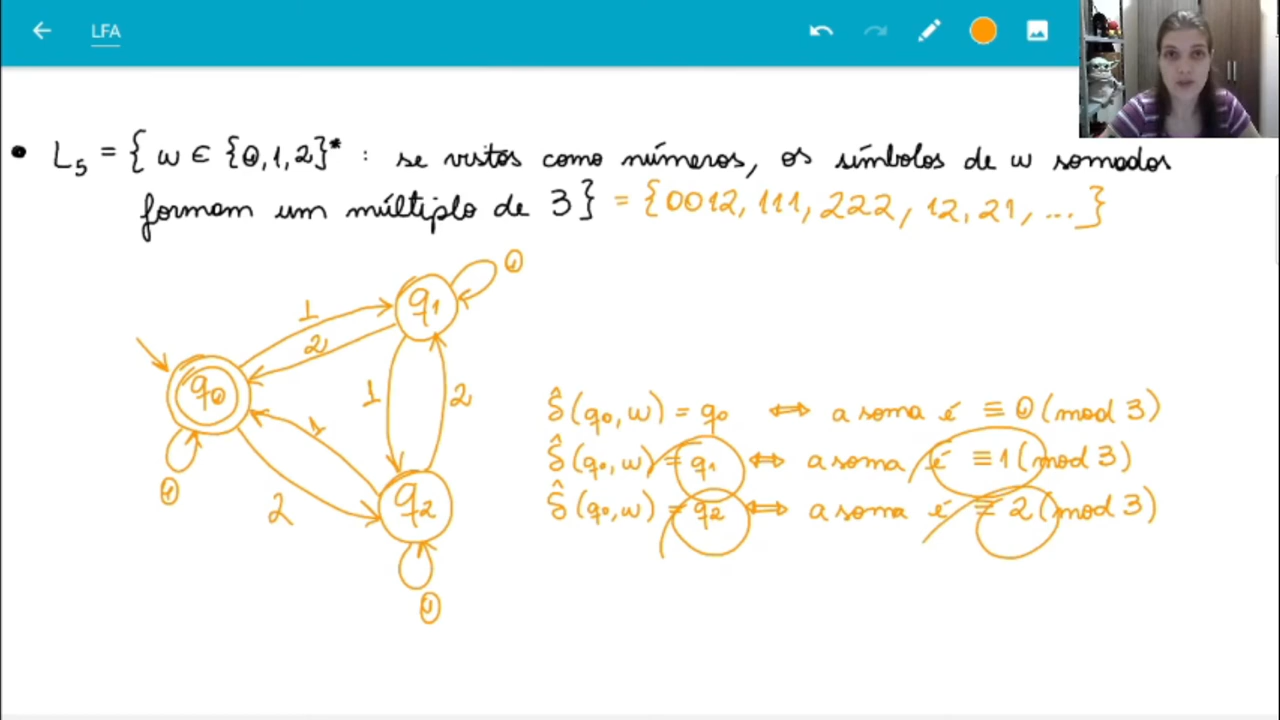 LFA
• L₅ = { w ∈ {0,1,2}* : se vistos como números, os símbolos de w somados
formam um múltiplo de 3 } = {0012, 111, 222, 12, 21, ... }
0
q₁
1
2
q₀
1
2
1
0
2
q₂
0
δ̂(q₀,w) = q₀ ⇔ a soma é ≡ 0 (mod 3)
δ̂(q₀,w) = q₁ ⇔ a soma é ≡ 1 (mod 3)
δ̂(q₀,w) = q₂ ⇔ a soma é ≡ 2 (mod 3)